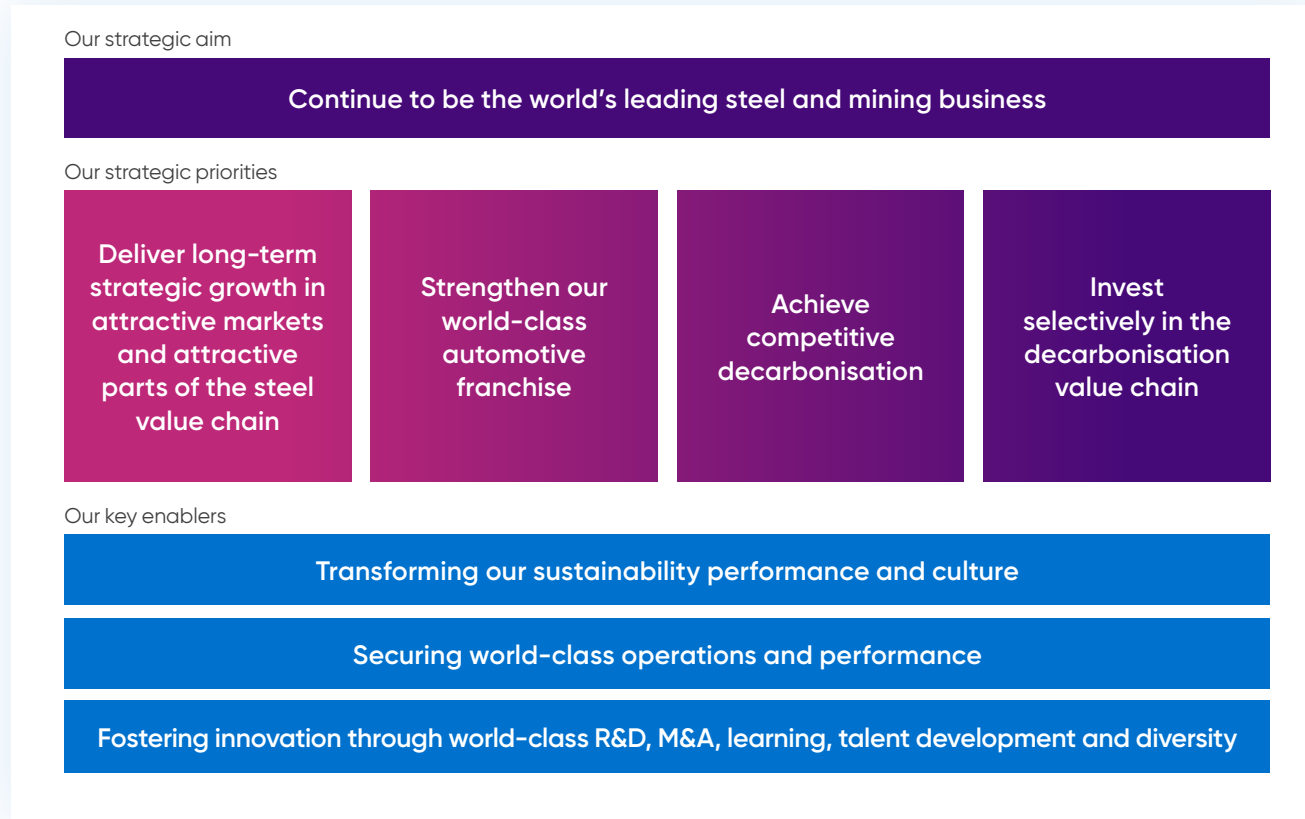 Our strategic aim
Continue to be the world’s leading steel and mining business
Our strategic priorities
Deliver long-term
strategic growth in
attractive markets
and attractive
parts of the steel
value chain
Strengthen our
world-class
automotive
franchise
Achieve
competitive
decarbonisation
Invest
selectively in the
decarbonisation
value chain
Our key enablers
Transforming our sustainability performance and culture
Securing world-class operations and performance
Fostering innovation through world-class R&D, M&A, learning, talent development and diversity